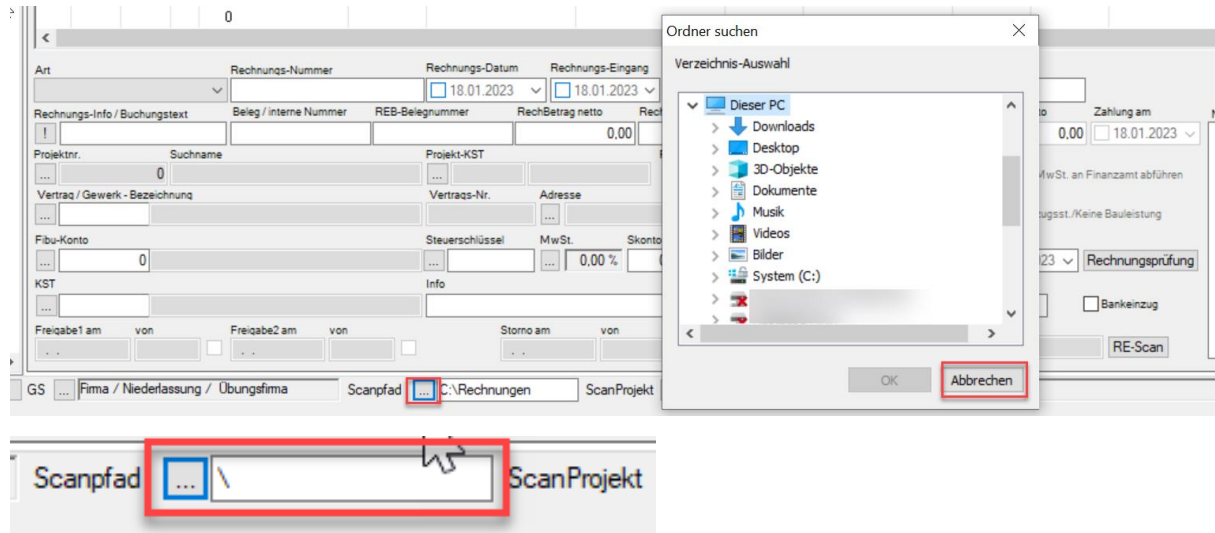 0
Ordner suchen
Verzeichnis-Auswahl
Dieser PC
Downloads
Desktop
3D-Objekte
Dokumente
Musik
Videos
Bilder
System (C:)
OK Abbrechen
Art Rechnungs-Nummer Rechnungs-Datum Rechnungs-Eingang
18.01.2023 18.01.2023
Rechnungs-Info / Buchungstext Beleg / interne Nummer REB-Belegnummer RechBetrag netto Zahlung am
! 0,00 0,00 18.01.2023
Projektnr. Suchname Projekt-KST
... 0 ... MwSt. an Finanzamt abführen
Vertrag / Gewerk - Bezeichnung Vertrags-Nr. Adresse
... ... zugsst./Keine Bauleistung
Fibu-Konto Steuerschlüssel MwSt. Skonto
... 0 ... ... 0,00 % 23 Rechnungsprüfung
KST Info
... Bankeinzug
Freigabe1 am von Freigabe2 am von Storno am von
. . . . . . RE-Scan
GS ... Firma / Niederlassung / Übungsfirma Scanpfad ... C:\Rechnungen ScanProjekt
Scanpfad ... \ ScanProjekt